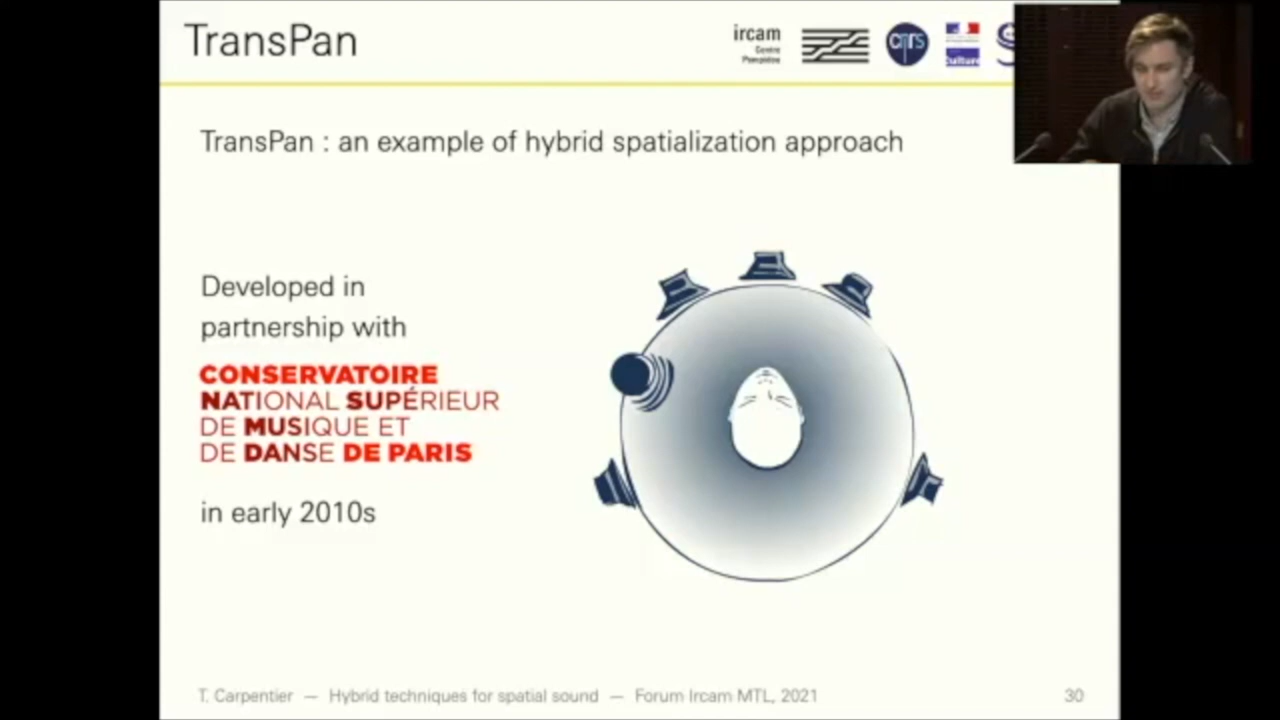 TransPan
ircam
Centre
Pompidou
cnrs
Culture
S
TransPan : an example of hybrid spatialization approach
Developed in
partnership with
CONSERVATOIRE
NATIONAL SUPÉRIEUR
DE MUSIQUE ET
DE DANSE DE PARIS
in early 2010s
T. Carpentier — Hybrid techniques for spatial sound — Forum Ircam MTL, 2021
30